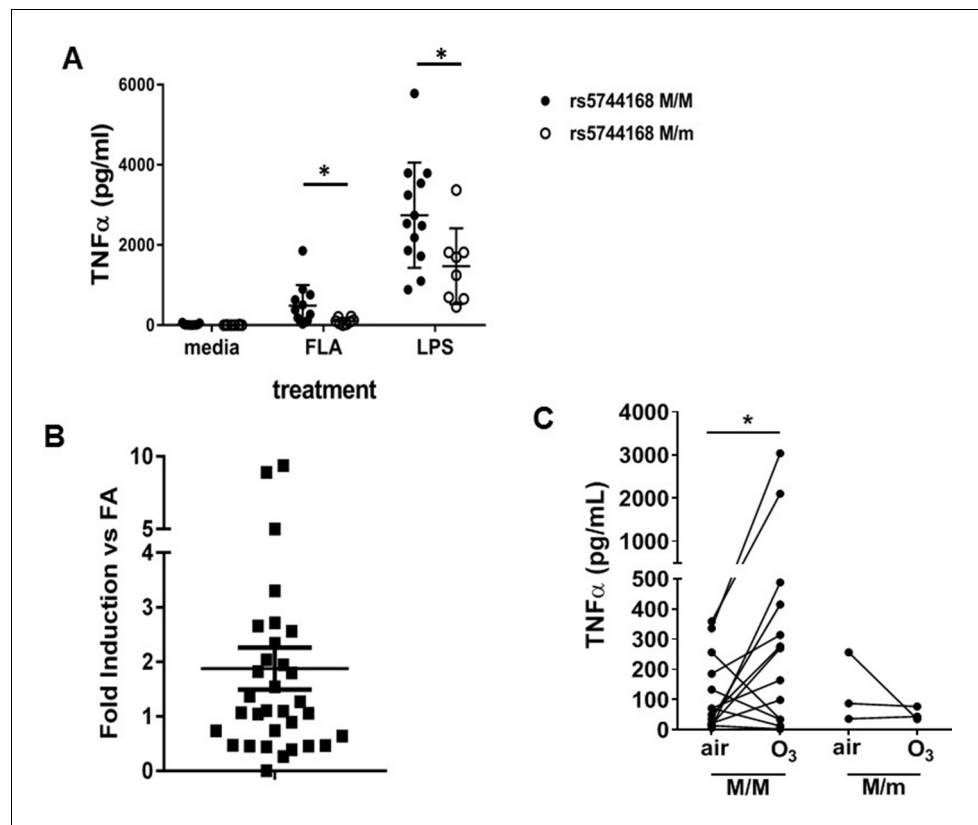 A
*
6000
rs5744168 M/M
*
rs5744168 M/m
4000
TNFα (pg/ml)
2000
0
media FLA LPS
treatment
B
10
5
4
3
2
1
0
Fold Induction vs FA
C
4000
*
3000
2000
1000
500
400
300
200
100
0
TNFα (pg/mL)
air O3 air O3
M/M M/m